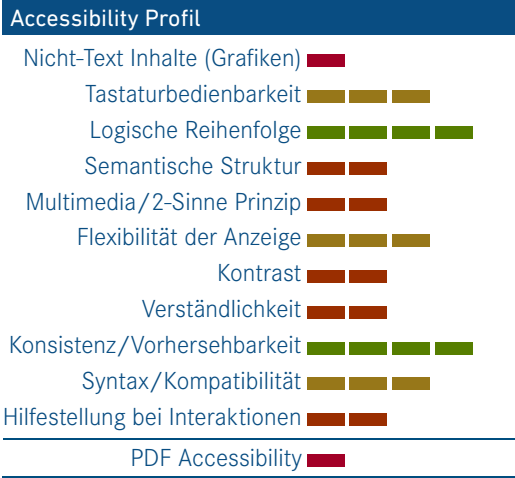 Accessibility Profil
Nicht-Text Inhalte (Grafiken)
Tastaturbedienbarkeit
Logische Reihenfolge
Semantische Struktur
Multimedia/2-Sinne Prinzip
Flexibilität der Anzeige
Kontrast
Verständlichkeit
Konsistenz/Vorhersehbarkeit
Syntax/Kompatibilität
Hilfestellung bei Interaktionen
PDF Accessibility